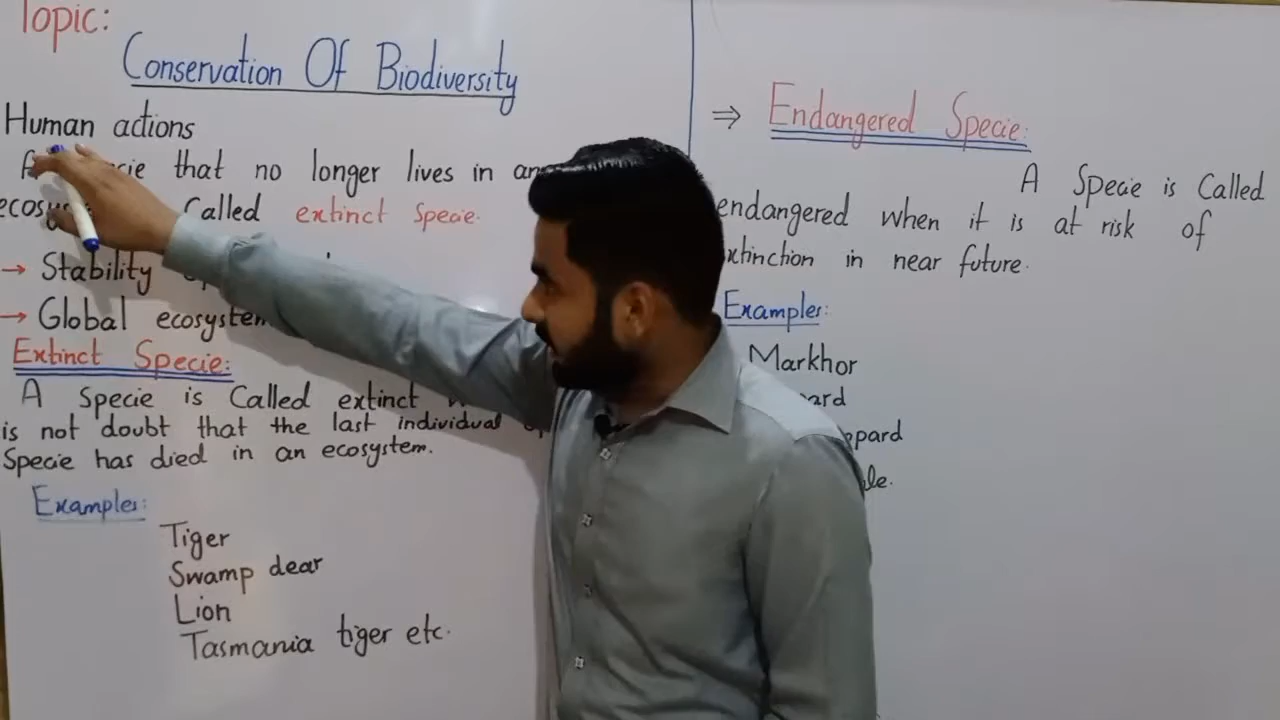 Topic:
Conservation Of Biodiversity
Human actions
that no longer lives in
Called extinct Specie.
→ Stability
→ Global ecosystem
Extinct Specie:
A Specie is Called extinct
is not doubt that the last individual
Specie has died in an ecosystem.
Examples:
Tiger
Swamp dear
Lion
Tasmania tiger etc.
⇒ Endangered Specie:
A Specie is Called
endangered when it is at risk of
extinction in near future.
Examples:
Markhor